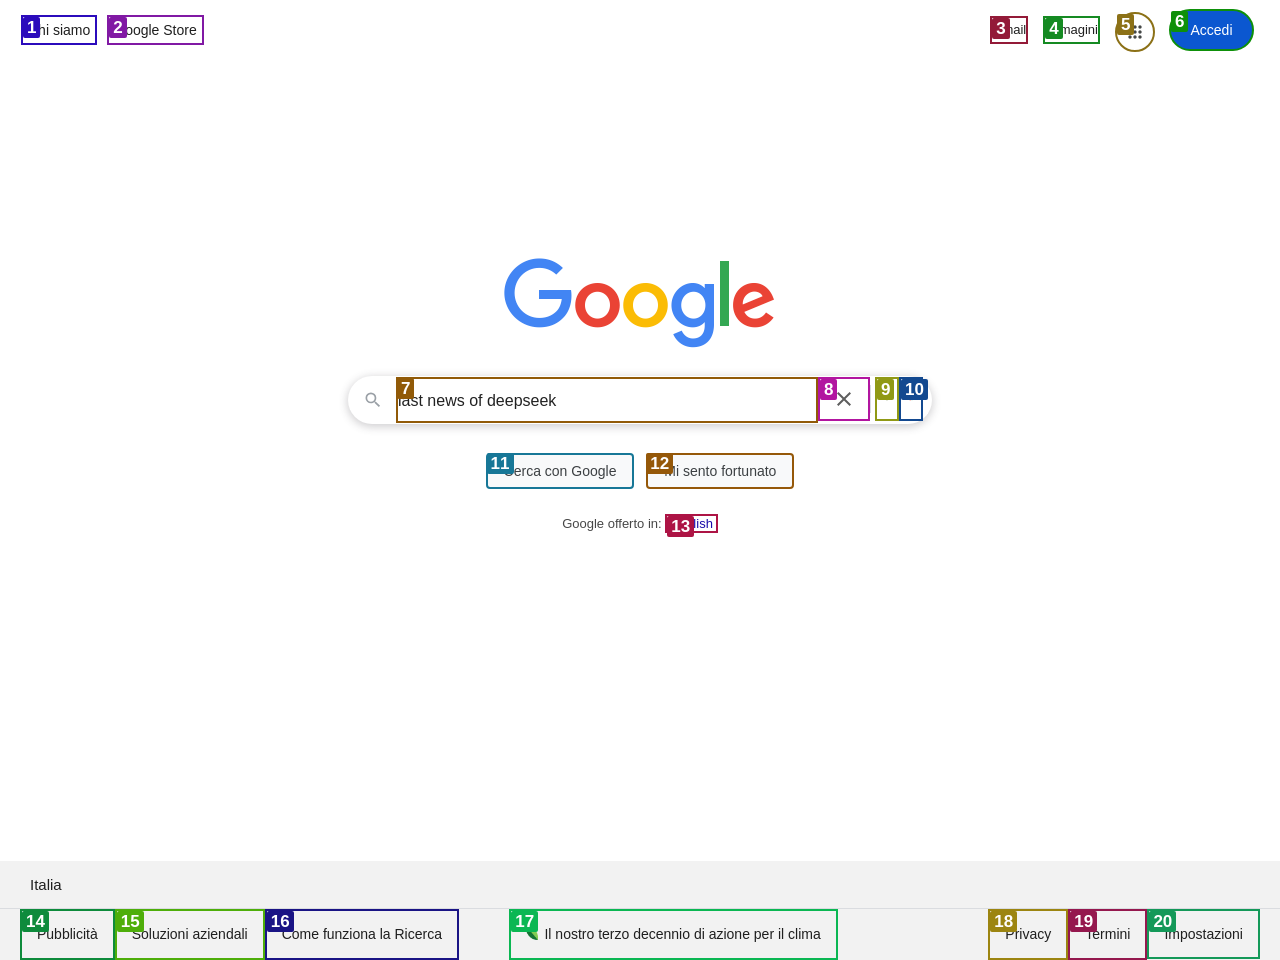 1 ni siamo 2 oogle Store 3 ail 4 magini 5 6 Accedi
Google
7 last news of deepseek 8 9 10
11 Cerca con Google 12 Mi sento fortunato
Google offerto in: 13 lish
Italia
14 Pubblicità 15 Soluzioni aziendali 16 Come funziona la Ricerca 17 Il nostro terzo decennio di azione per il clima 18 Privacy 19 Termini 20 Impostazioni